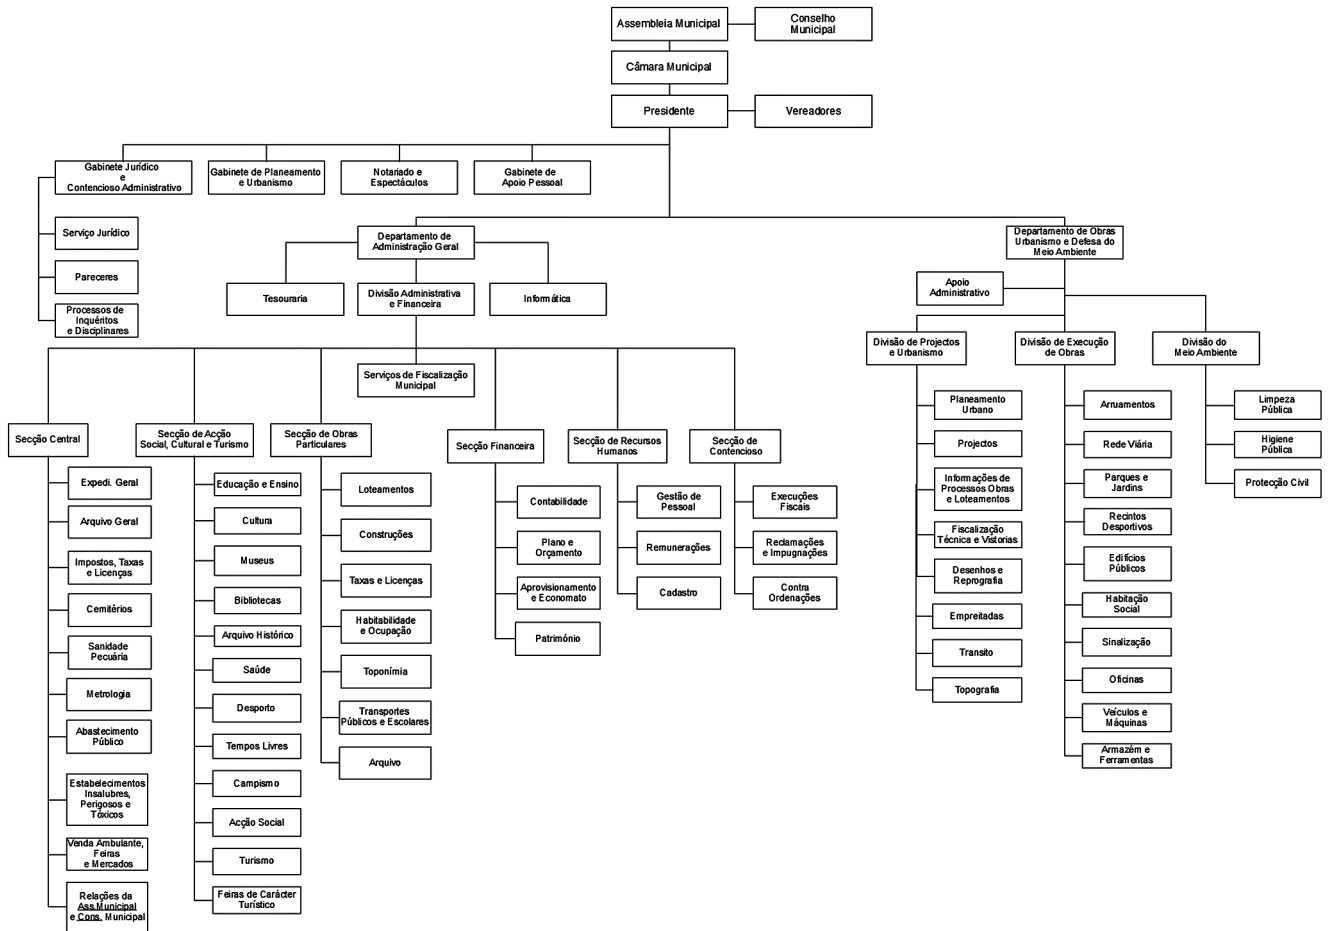 Assembleia Municipal
Conselho
Municipal
Câmara Municipal
Presidente
Vereadores
Gabinete Jurídico
e
Contencioso Administrativo
Gabinete de Planeamento
e Urbanismo
Notariado e
Espectáculos
Gabinete de
Apoio Pessoal
Serviço Jurídico
Pareceres
Processos de
Inquéritos
e Disciplinares
Departamento de
Administração Geral
Tesouraria
Divisão Administrativa
e Financeira
Informática
Serviços de Fiscalização
Municipal
Departamento de Obras
Urbanismo e Defesa do
Meio Ambiente
Apoio
Administrativo
Divisão de Projectos
e Urbanismo
Divisão de Execução
de Obras
Divisão do
Meio Ambiente
Secção Central
Expedi. Geral
Arquivo Geral
Impostos, Taxas
e Licenças
Cemitérios
Sanidade
Pecuária
Metrologia
Abastecimento
Público
Estabelecimentos
Insalubres,
Perigosos e
Tóxicos
Venda Ambulante,
Feiras
e Mercados
Relações da
Ass.Municipal
e Cons. Municipal
Secção de Acção
Social, Cultural e Turismo
Educação e Ensino
Cultura
Museus
Bibliotecas
Arquivo Histórico
Saúde
Desporto
Tempos Livres
Campismo
Acção Social
Turismo
Feiras de Carácter
Turístico
Secção de Obras
Particulares
Loteamentos
Construções
Taxas e Licenças
Habitabilidade
e Ocupação
Toponímia
Transportes
Públicos e Escolares
Arquivo
Secção Financeira
Contabilidade
Plano e
Orçamento
Aprovisionamento
e Economato
Património
Secção de Recursos
Humanos
Gestão de
Pessoal
Remunerações
Cadastro
Secção de
Contencioso
Execuções
Fiscais
Reclamações
e Impugnações
Contra
Ordenações
Planeamento
Urbano
Projectos
Informações de
Processos Obras
e Loteamentos
Fiscalização
Técnica e Vistorias
Desenhos e
Reprografia
Empreitadas
Transito
Topografia
Arruamentos
Rede Viária
Parques e
Jardins
Recintos
Desportivos
Edifícios
Públicos
Habitação
Social
Sinalização
Oficinas
Veículos e
Máquinas
Armazém e
Ferramentas
Limpeza
Pública
Higiene
Pública
Protecção Civil